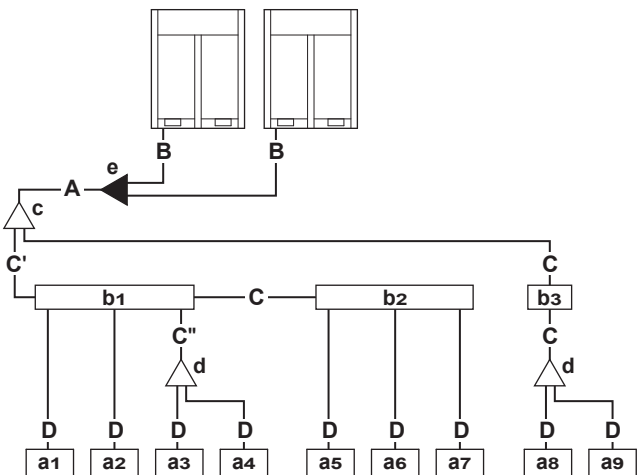 B B
e
A
c
C' C
b1 C b2 b3
C" C
d d
D D D D D D D D D
a1 a2 a3 a4 a5 a6 a7 a8 a9